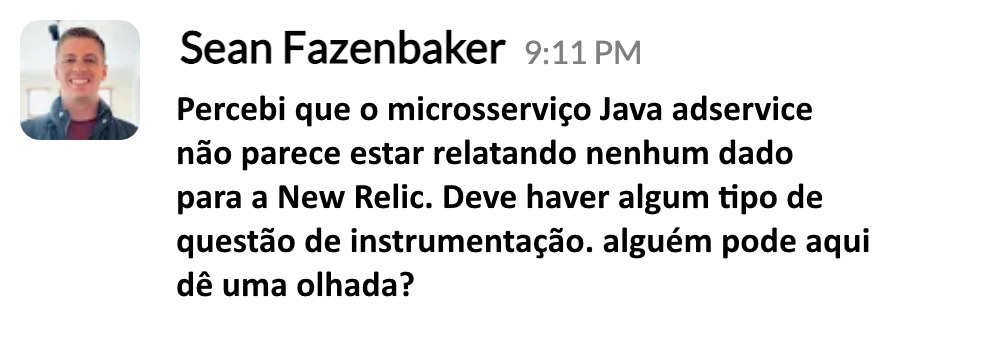 Sean Fazenbaker 9:11 PM
Percebi que o microsserviço Java adservice
não parece estar relatando nenhum dado
para a New Relic. Deve haver algum tipo de
questão de instrumentação. alguém pode aqui
dê uma olhada?